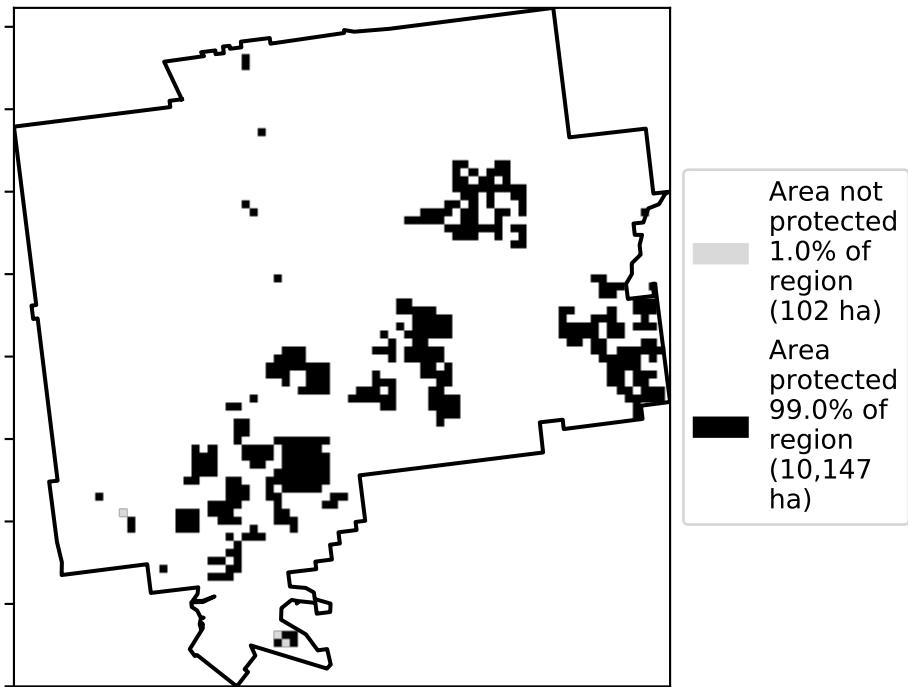 Area not
protected
1.0% of
region
(102 ha)
Area
protected
99.0% of
region
(10,147
ha)